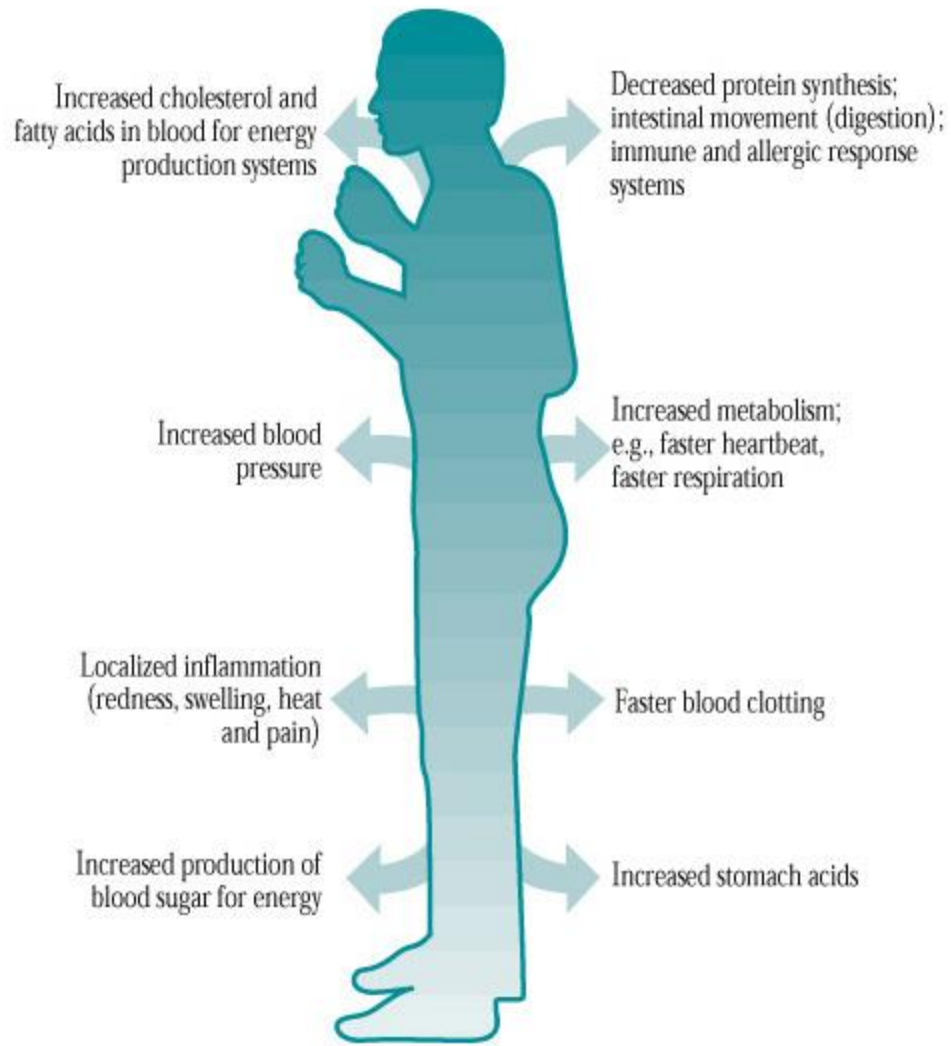 Increased cholesterol and
fatty acids in blood for energy
production systems
Decreased protein synthesis;
intestinal movement (digestion);
immune and allergic response
systems
Increased blood
pressure
Increased metabolism;
e.g., faster heartbeat,
faster respiration
Localized inflammation
(redness, swelling, heat
and pain)
Faster blood clotting
Increased production of
blood sugar for energy
Increased stomach acids